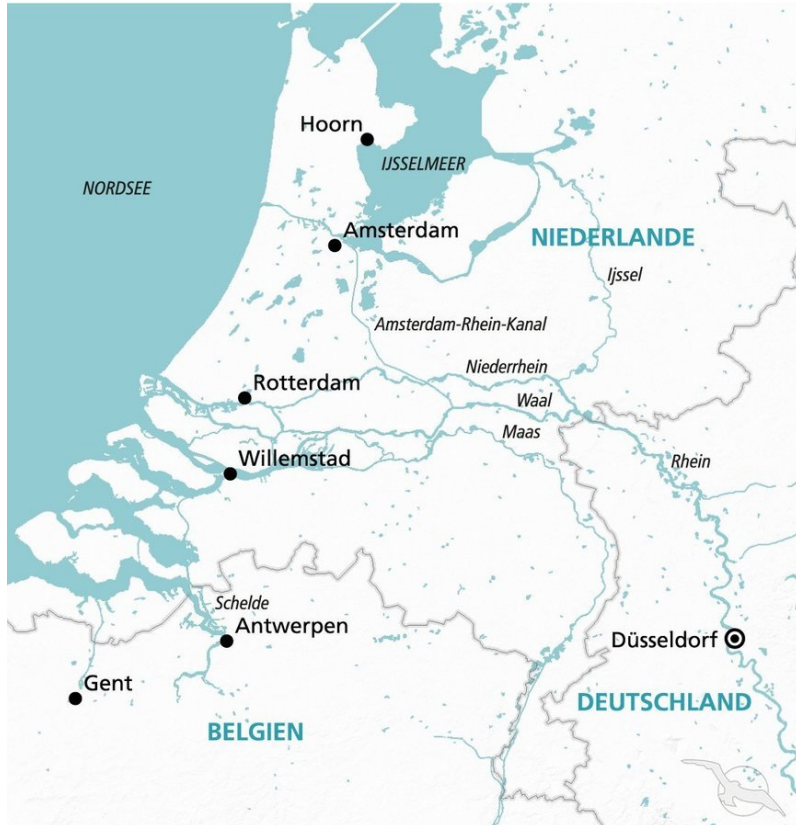 Hoorn
IJSSELMEER
NORDSEE
Amsterdam
NIEDERLANDE
Ijssel
Amsterdam-Rhein-Kanal
Niederrhein
Rotterdam
Waal
Maas
Willemstad
Rhein
Schelde
Antwerpen
Düsseldorf
Gent
DEUTSCHLAND
BELGIEN